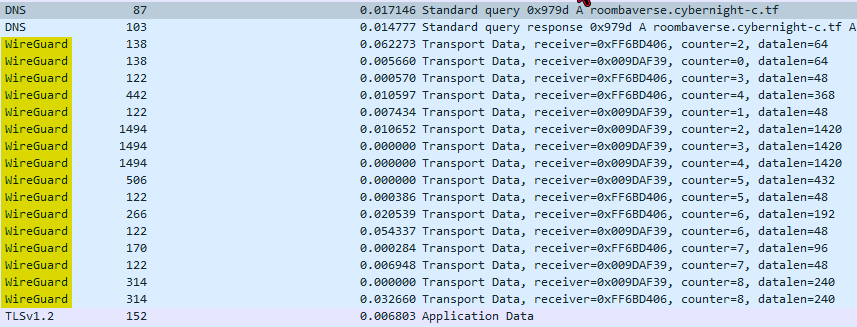 DNS 87 0.017146 Standard query 0x979d A roombaverse.cybernight-c.tf
DNS 103 0.014777 Standard query response 0x979d A roombaverse.cybernight-c.tf A
WireGuard 138 0.062273 Transport Data, receiver=0xFF6BD406, counter=2, datalen=64
WireGuard 138 0.005660 Transport Data, receiver=0x009DAF39, counter=0, datalen=64
WireGuard 122 0.000570 Transport Data, receiver=0xFF6BD406, counter=3, datalen=48
WireGuard 442 0.010597 Transport Data, receiver=0xFF6BD406, counter=4, datalen=368
WireGuard 122 0.007434 Transport Data, receiver=0x009DAF39, counter=1, datalen=48
WireGuard 1494 0.010652 Transport Data, receiver=0x009DAF39, counter=2, datalen=1420
WireGuard 1494 0.000000 Transport Data, receiver=0x009DAF39, counter=3, datalen=1420
WireGuard 1494 0.000000 Transport Data, receiver=0x009DAF39, counter=4, datalen=1420
WireGuard 506 0.000000 Transport Data, receiver=0x009DAF39, counter=5, datalen=432
WireGuard 122 0.000386 Transport Data, receiver=0xFF6BD406, counter=5, datalen=48
WireGuard 266 0.020539 Transport Data, receiver=0xFF6BD406, counter=6, datalen=192
WireGuard 122 0.054337 Transport Data, receiver=0x009DAF39, counter=6, datalen=48
WireGuard 170 0.000284 Transport Data, receiver=0xFF6BD406, counter=7, datalen=96
WireGuard 122 0.006948 Transport Data, receiver=0x009DAF39, counter=7, datalen=48
WireGuard 314 0.000000 Transport Data, receiver=0x009DAF39, counter=8, datalen=240
WireGuard 314 0.032660 Transport Data, receiver=0xFF6BD406, counter=8, datalen=240
TLSv1.2 152 0.006803 Application Data